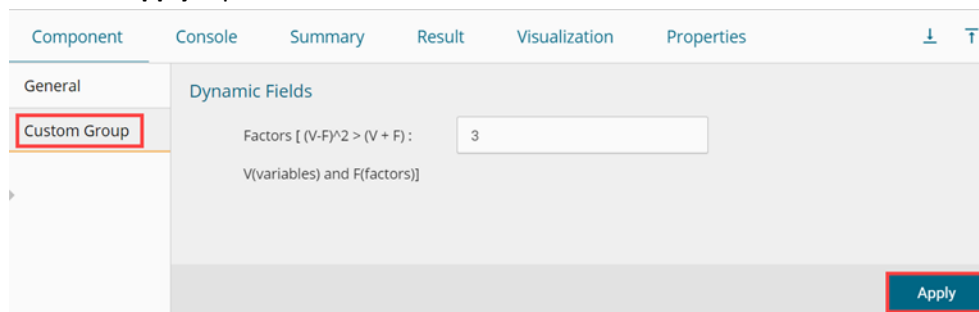 Component Console Summary Result Visualization Properties
General
Dynamic Fields
Custom Group
Factors [ (V-F)^2 > (V + F) : 3
V(variables) and F(factors)]
Apply